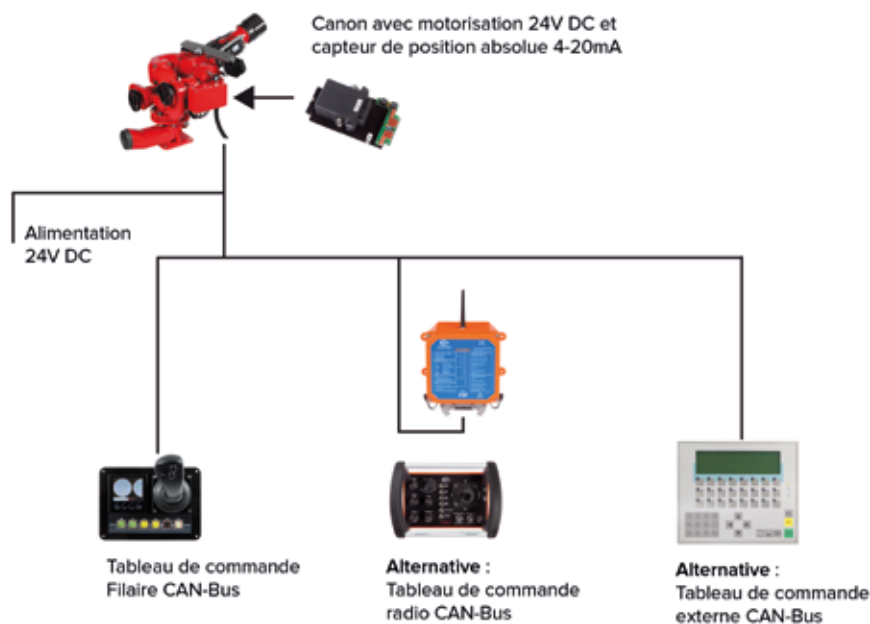 Canon avec motorisation 24V DC et
capteur de position absolue 4-20mA
Alimentation
24V DC
Tableau de commande
Filaire CAN-Bus
Alternative :
Tableau de commande
radio CAN-Bus
Alternative :
Tableau de commande
externe CAN-Bus